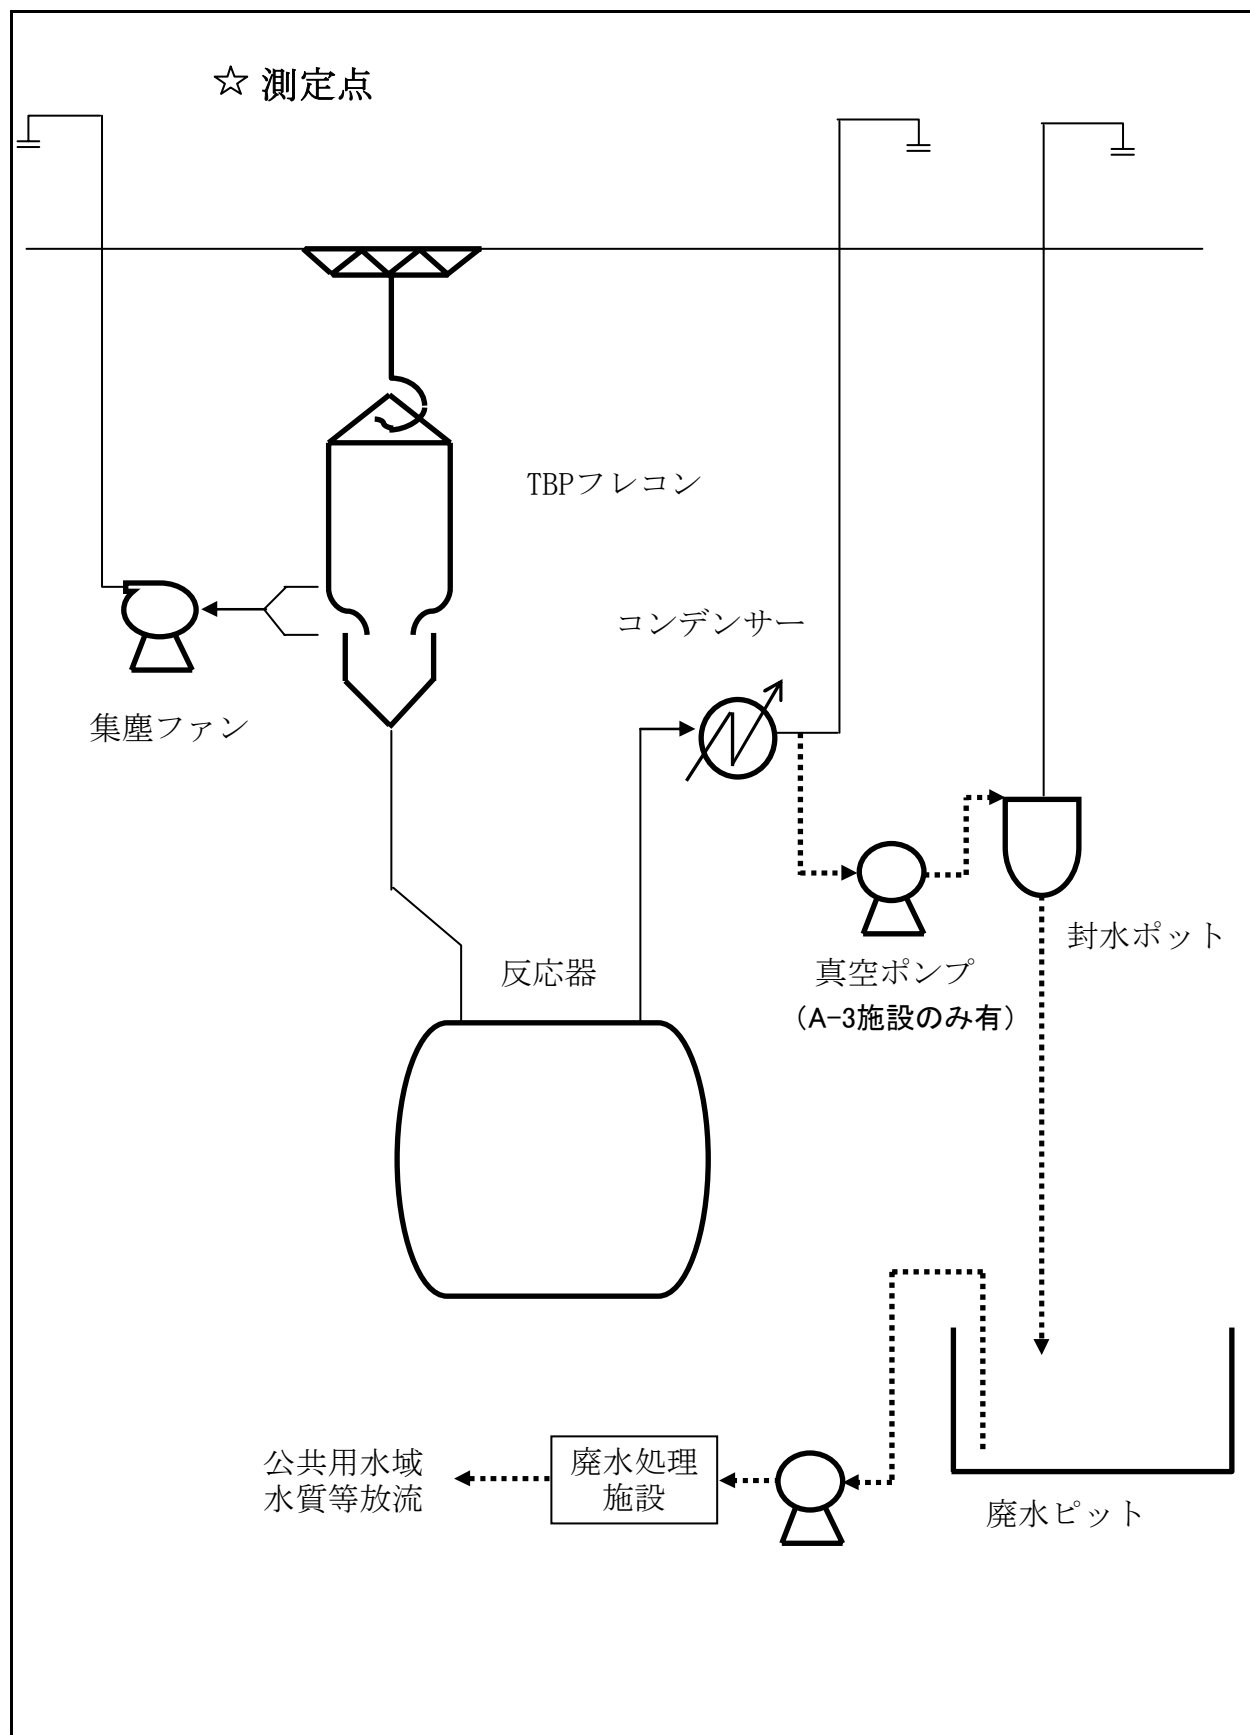 ☆ 測定点
TBPフレコン
コンデンサー
集塵ファン
封水ポット
反応器
真空ポンプ
（A-3施設のみ有）
公共用水域
水質等放流
廃水処理
施設
廃水ピット